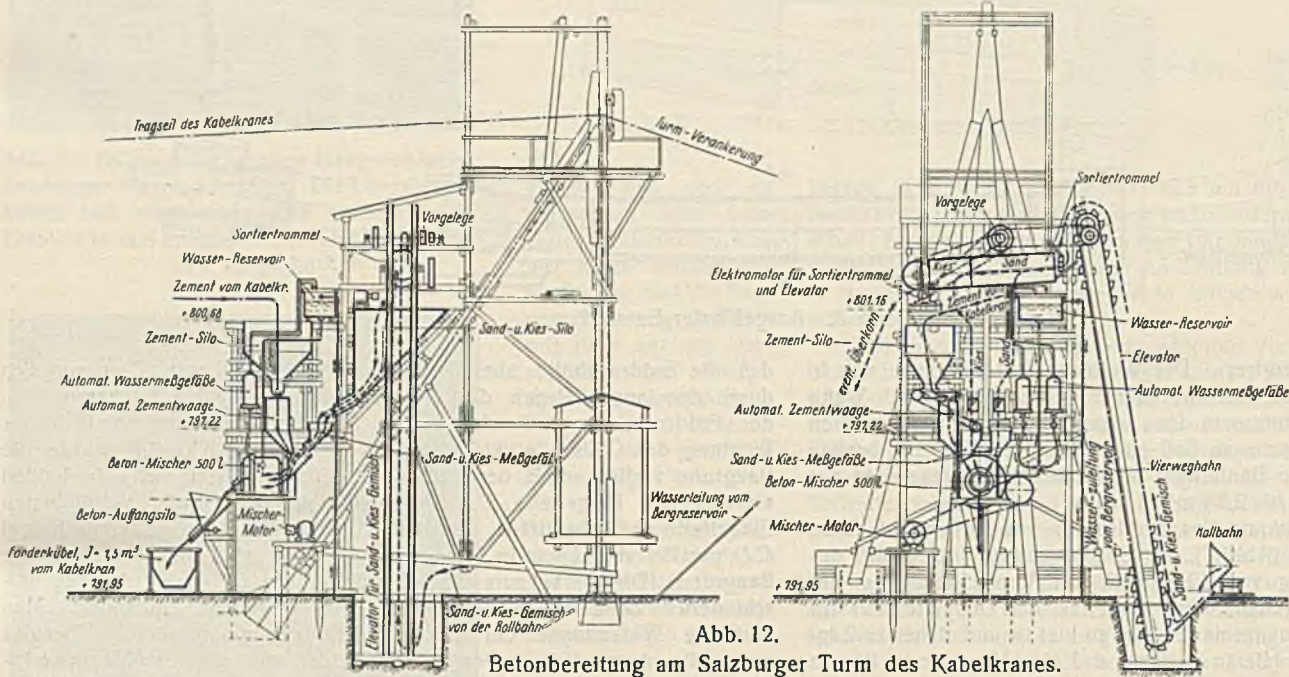 Tragseil des Kabelkranes
Turm-Verankerung
Vorgelege
Sortiertrommel
Wasser-Reservoir
Zement vom Kabelkr.
+ 800,68
Zement-Silo
Automat. Wassermeßgefäße
Automat. Zementwaage
+ 797,22
Beton-Mischer 500 l
Beton-Auffangsilo
Mischer-
Motor
Förderkübel, J = 1,5 m³
vom Kabelkran
+ 791,95
Sand-u. Kies-Silo
Sand-u. Kies-Meßgefäß
Elevator für Sand-u. Kies-Gemisch
Wasserleitung vom
Bergreservoir
Sand-u. Kies-Gemisch
von der Rollbahn
Sortiertrommel
Vorgelege
Kies
Sand
Elektromotor für Sortiertrommel
und Elevator
+ 801,16
Zement vom
Kabelkran
Wasser-Reservoir
Zement-Silo
Event. Überkorn
Kies
Sand
Elevator
Automat. Wassermeßgefäße
Automat. Zementwaage
+ 797,22
Sand-u. Kies-Meßgefäße
Vierweghahn
Beton-Mischer 500 l
Mischer-Motor
Wasser-Zuleitung
vom Bergreservoir
Sand-u. Kies-Gemisch
Rollbahn
+ 791,95
Abb. 12.
Betonbereitung am Salzburger Turm des Kabelkranes.